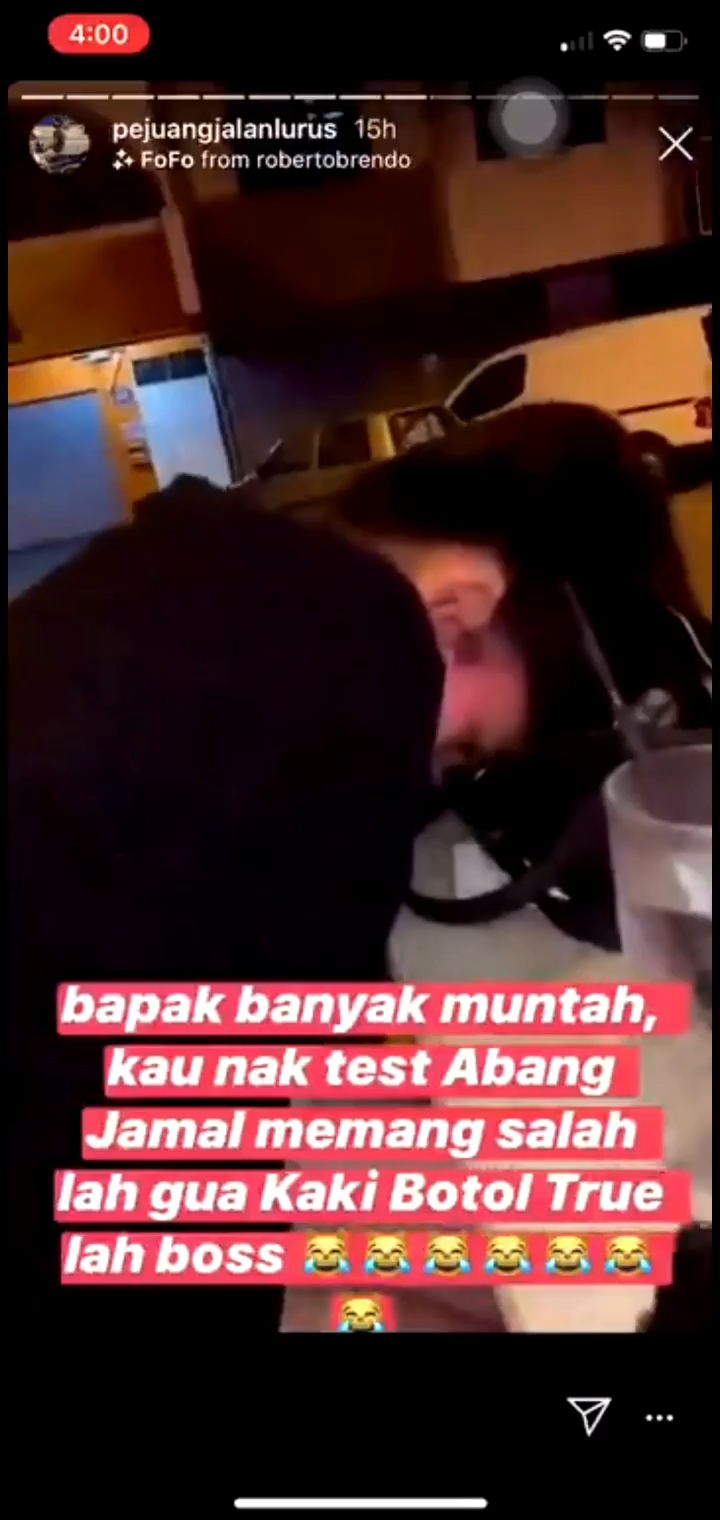 4:00
pejuangjalanlurus 15h
FoFo from robertobrendo
bapak banyak muntah,
kau nak test Abang
Jamal memang salah
lah gua Kaki Botol True
lah boss 😂😂😂😂😂😂
😂